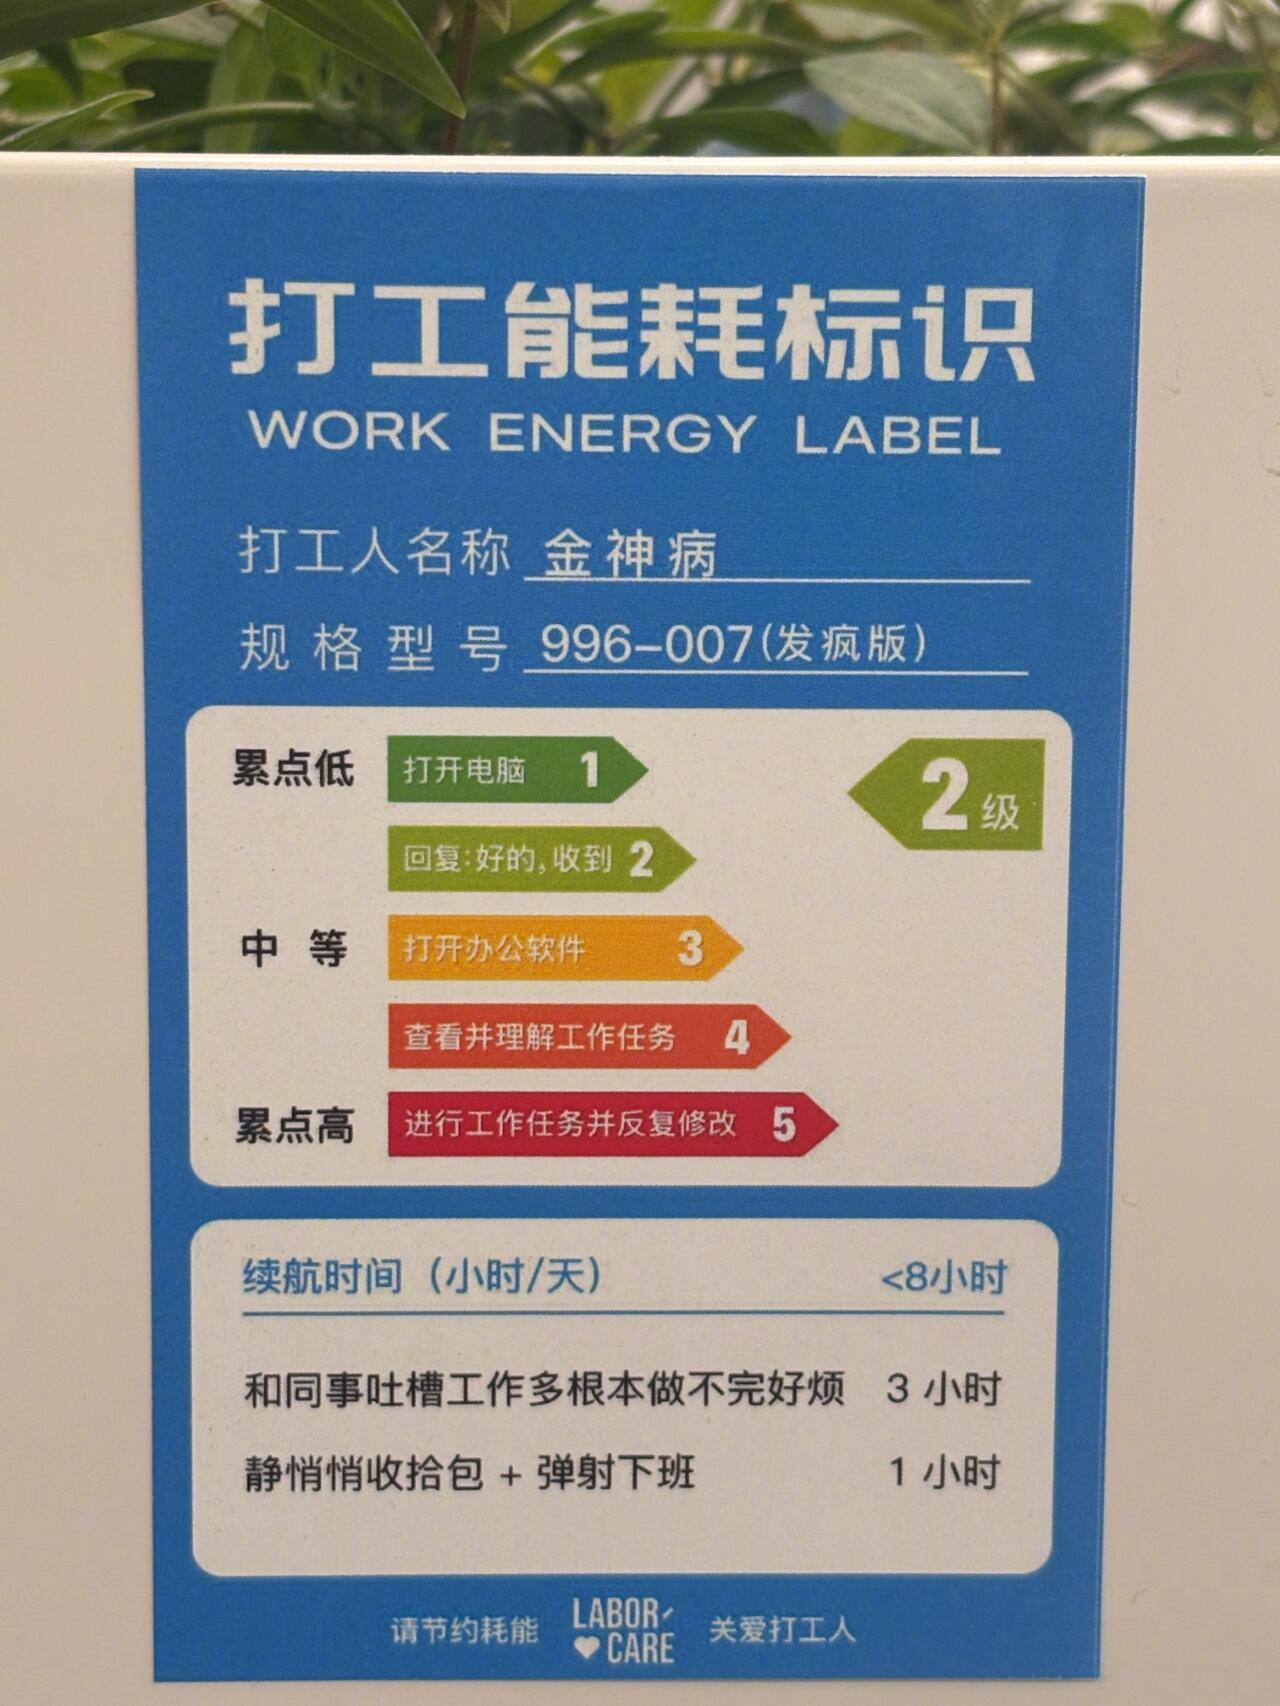 打工能耗标识
WORK ENERGY LABEL
打工人名称 金神病
规格型号 996-007(发疯版)
累点低 打开电脑 1 2级
回复:好的,收到 2
中等 打开办公软件 3
查看并理解工作任务 4
累点高 进行工作任务并反复修改 5
续航时间（小时/天） <8小时
和同事吐槽工作多根本做不完好烦 3 小时
静悄悄收拾包 + 弹射下班 1 小时
请节约耗能 LABOR CARE 关爱打工人